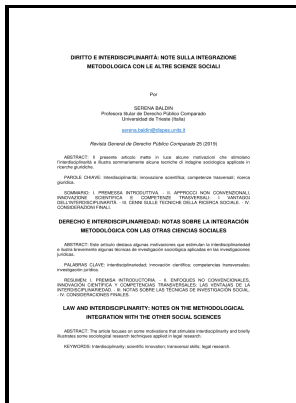 DIRITTO E INTERDISCIPLINARITÀ: NOTE SULLA INTEGRAZIONE
METODOLOGICA CON LE ALTRE SCIENZE SOCIALI
Por
SERENA BALDIN
Profesora titular de Derecho Público Comparado
Universidad de Trieste (Italia)
serena.baldin@dispes.units.it
Revista General de Derecho Público Comparado 25 (2019)
ABSTRACT: Il presente articolo mette in luce alcune motivazioni che stimolano
l'interdisciplinarità e illustra sommariamente alcune tecniche di indagine sociologica applicate in
ricerche giuridiche.
PAROLE CHIAVE: Interdisciplinarità; innovazione scientifica; competenze trasversali; ricerca
giuridica.
SOMMARIO: I. PREMESSA INTRODUTTIVA. - II. APPROCCI NON CONVENZIONALI,
INNOVAZIONE SCIENTIFICA E COMPETENZE TRASVERSALI: I VANTAGGI
DELL'INTERDISCIPLINARITÀ. - III. CENNI SULLE TECNICHE DELLA RICERCA SOCIALE. - IV.
CONSIDERAZIONI FINALI.
DERECHO E INTERDISCIPLINARIEDAD: NOTAS SOBRE LA INTEGRACIÓN
METODOLÓGICA CON LAS OTRAS CIENCIAS SOCIALES
ABSTRACT: Este artículo destaca algunas motivaciones que estimulan la interdisciplinariedad
e ilustra brevemente algunas técnicas de investigación sociológica aplicadas en las investigaciones
jurídicas.
PALABRAS CLAVE: interdisciplinariedad; innovación científica; competencias transversales;
investigación jurídica.
RESUMEN: I. PREMISA INTRODUCTORIA. - II. ENFOQUES NO CONVENCIONALES,
INNOVACIÓN CIENTÍFICA Y COMPETENCIAS TRANSVERSALES: LAS VENTAJAS DE LA
INTERDISCIPLINARIEDAD. - III. NOTAS SOBRE LAS TÉCNICAS DE INVESTIGACIÓN SOCIAL.
- IV. CONSIDERACIONES FINALES.
LAW AND INTERDISCIPLINARITY: NOTES ON THE METHODOLOGICAL
INTEGRATION WITH THE OTHER SOCIAL SCIENCES
ABSTRACT: The article focuses on some motivations that stimulate interdisciplinarity and briefly
illustrates some sociological research techniques applied in legal research.
KEYWORDS: Interdisciplinarity; scientific innovation; transversal skills; legal research.